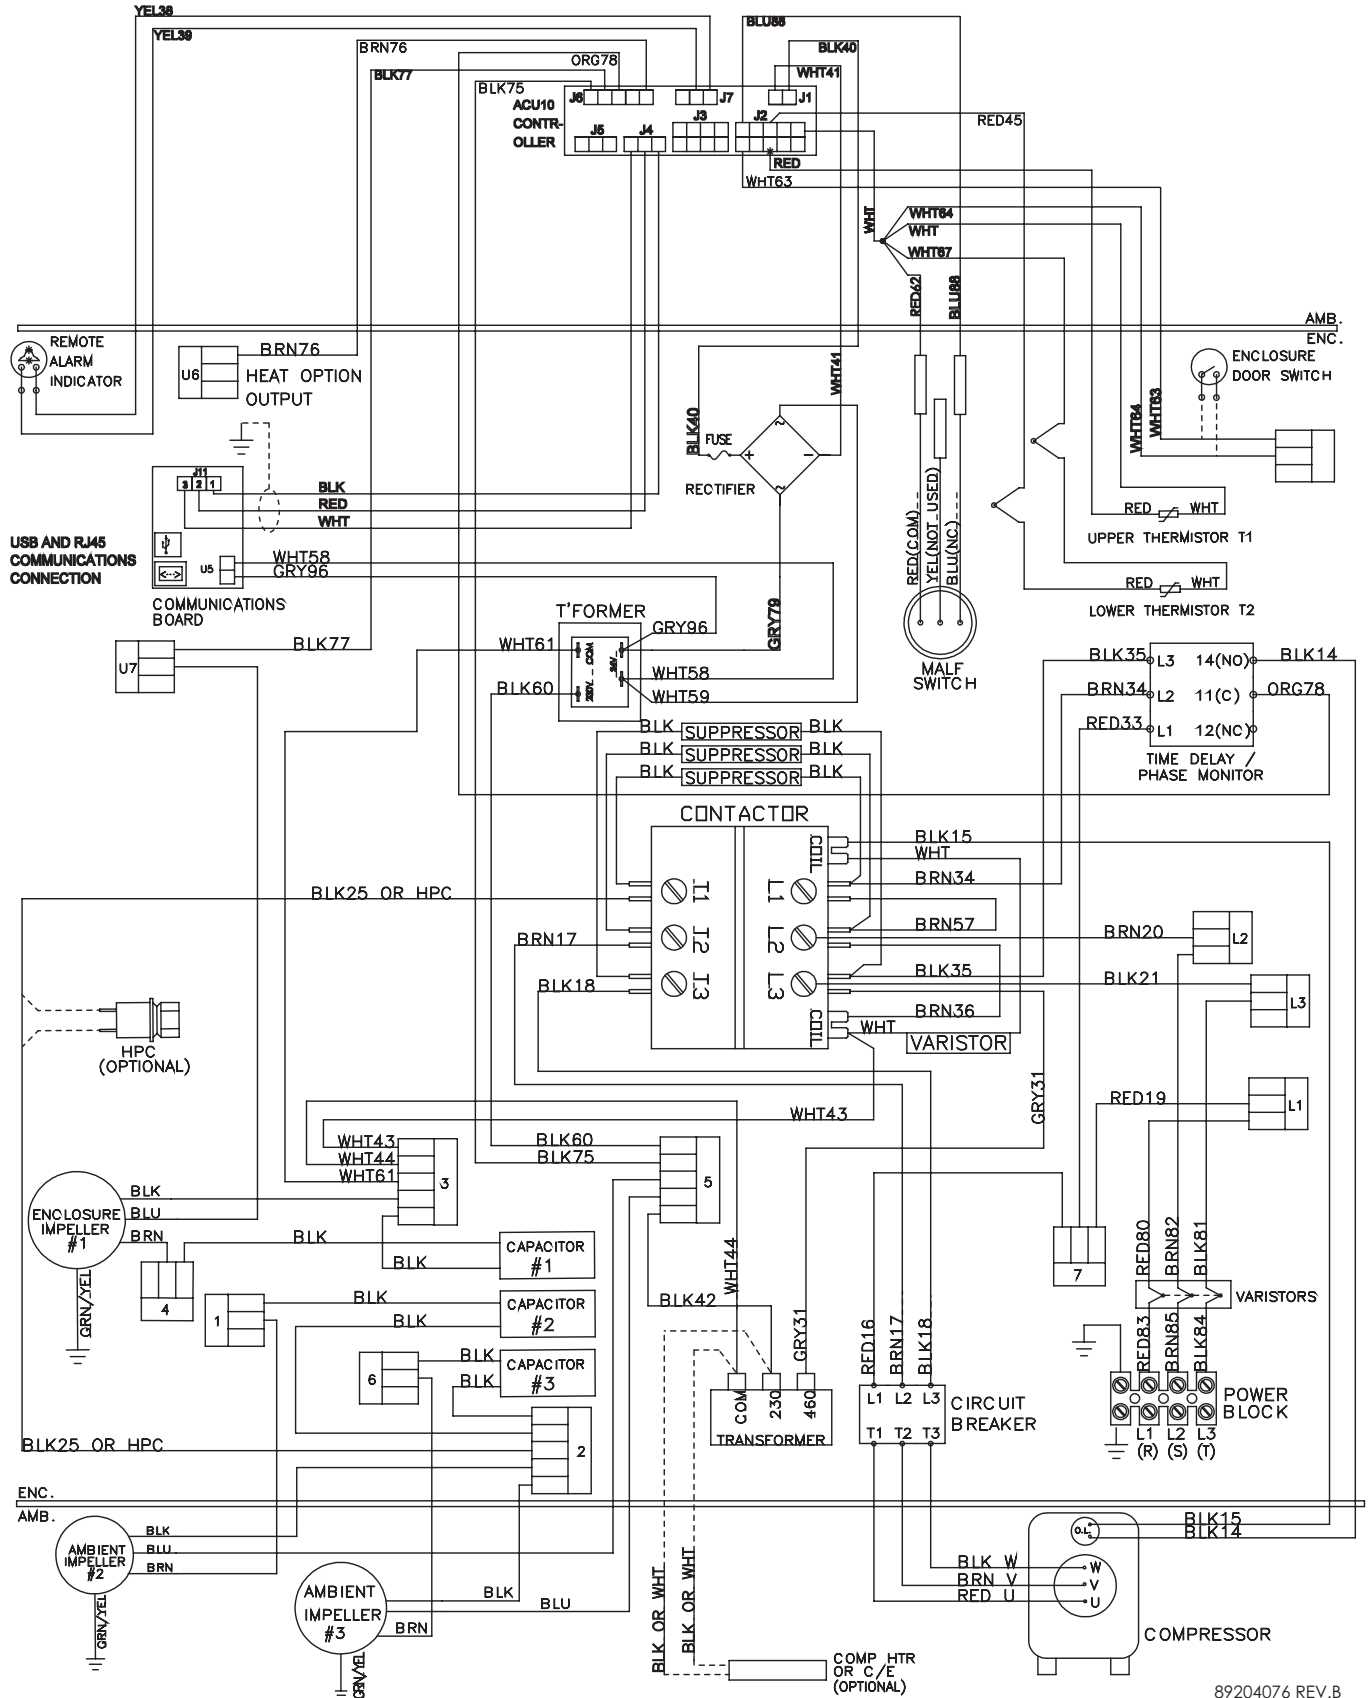 YEL38
BLU88
YEL39
BRN76
BLK40
ORG78
BLK77
WHT41
BLK75
J6
J7
J1
ACU10
CONTR-
OLLER
J3
J2
J5
J4
RED45
RED
WHT63
WHT
WHT64
WHT
WHT67
RED62
BLU88
AMB.
ENC.
REMOTE
ALARM
INDICATOR
BRN76
U6
HEAT OPTION
OUTPUT
WHT41
ENCLOSURE
DOOR SWITCH
BLK40
FUSE
+
-
RECTIFIER
WHT64
WHT63
J11
3 2 1
BLK
RED
WHT
RED(COM)
YEL(NOT USED)
BLU(NC)
RED
WHT
UPPER THERMISTOR T1
USB AND RJ45
COMMUNICATIONS
CONNECTION
U5
WHT58
GRY96
RED
WHT
LOWER THERMISTOR T2
COMMUNICATIONS
BOARD
T'FORMER
GRY79
BLK77
U7
WHT61
GRY96
230V. - COM
24V-
WHT58
BLK60
WHT59
MALF
SWITCH
BLK35
L3
14(NO)
BLK14
BRN34
L2
11(C)
ORG78
RED33
L1
12(NC)
TIME DELAY /
PHASE MONITOR
BLK
SUPPRESSOR
BLK
BLK
SUPPRESSOR
BLK
BLK
SUPPRESSOR
BLK
CONTACTOR
COIL
BLK15
WHT
BRN34
BLK25 OR HPC
T1
L1
BRN57
BRN17
T2
L2
BRN20
L2
BLK35
BLK18
T3
L3
BLK21
L3
COIL
BRN36
WHT
VARISTOR
HPC
(OPTIONAL)
GRY31
RED19
L1
WHT43
WHT43
BLK60
WHT44
BLK75
WHT61
3
5
ENCLOSURE
IMPELLER
#1
BLK
BLU
BRN
GRN/YEL
BLK
CAPACITOR
#1
BLK
4
WHT44
BLK42
GRY31
RED16
BRN17
BLK18
7
RED80
BRN82
BLK81
VARISTORS
RED83
BRN85
BLK84
1
BLK
CAPACITOR
#2
BLK
6
BLK
CAPACITOR
#3
BLK
COM
230
460
TRANSFORMER
L1 L2 L3
T1 T2 T3
CIRCUIT
BREAKER
POWER
BLOCK
L1 L2 L3
(R) (S) (T)
BLK25 OR HPC
2
ENC.
AMB.
AMBIENT
IMPELLER
#2
BLK
BLU
BRN
GRN/YEL
AMBIENT
IMPELLER
#3
BLK
BLU
BRN
GRN/YEL
BLK OR WHT
BLK OR WHT
COMP HTR
OR C/E
(OPTIONAL)
O.L.
BLK15
BLK14
BLK W
W
BRN V
V
RED U
U
COMPRESSOR
89204076 REV.B